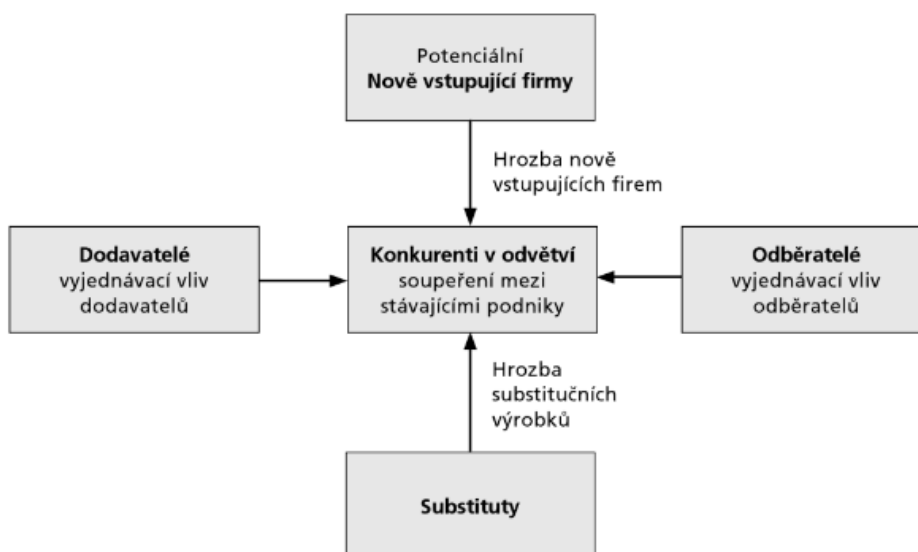 Potenciální
Nově vstupující firmy
Hrozba nově
vstupujících firem
Dodavatelé
vyjednávací vliv
dodavatelů
Konkurenti v odvětví
soupeření mezi
stávajícími podniky
Odběratelé
vyjednávací vliv
odběratelů
Hrozba
substitučních
výrobků
Substituty